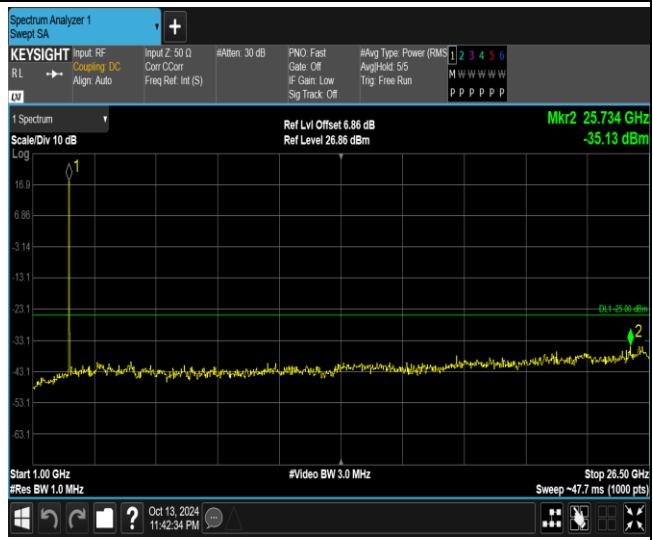 Spectrum Analyzer 1
Swept SA
+
KEYSIGHT
RL
LXI
Input: RF
Coupling: DC
Align: Auto
Input Z: 50 Ω
Corr CCorr
Freq Ref: Int (S)
#Atten: 30 dB
PNO: Fast
Gate: Off
IF Gain: Low
Sig Track: Off
#Avg Type: Power (RMS
Avg|Hold: 5/5
Trig: Free Run
1 2 3 4 5 6
M W W W W W
P P P P P P
1 Spectrum
Scale/Div 10 dB
Log
Ref Lvl Offset 6.86 dB
Ref Level 26.86 dBm
Mkr2 25.734 GHz
-35.13 dBm
1
16.9
6.86
-3.14
-13.1
-23.1
DL1 -25.00 dBm
2
-33.1
-43.1
-53.1
-63.1
Start 1.00 GHz
#Res BW 1.0 MHz
#Video BW 3.0 MHz
Stop 26.50 GHz
Sweep ~47.7 ms (1000 pts)
?
Oct 13, 2024
11:42:34 PM